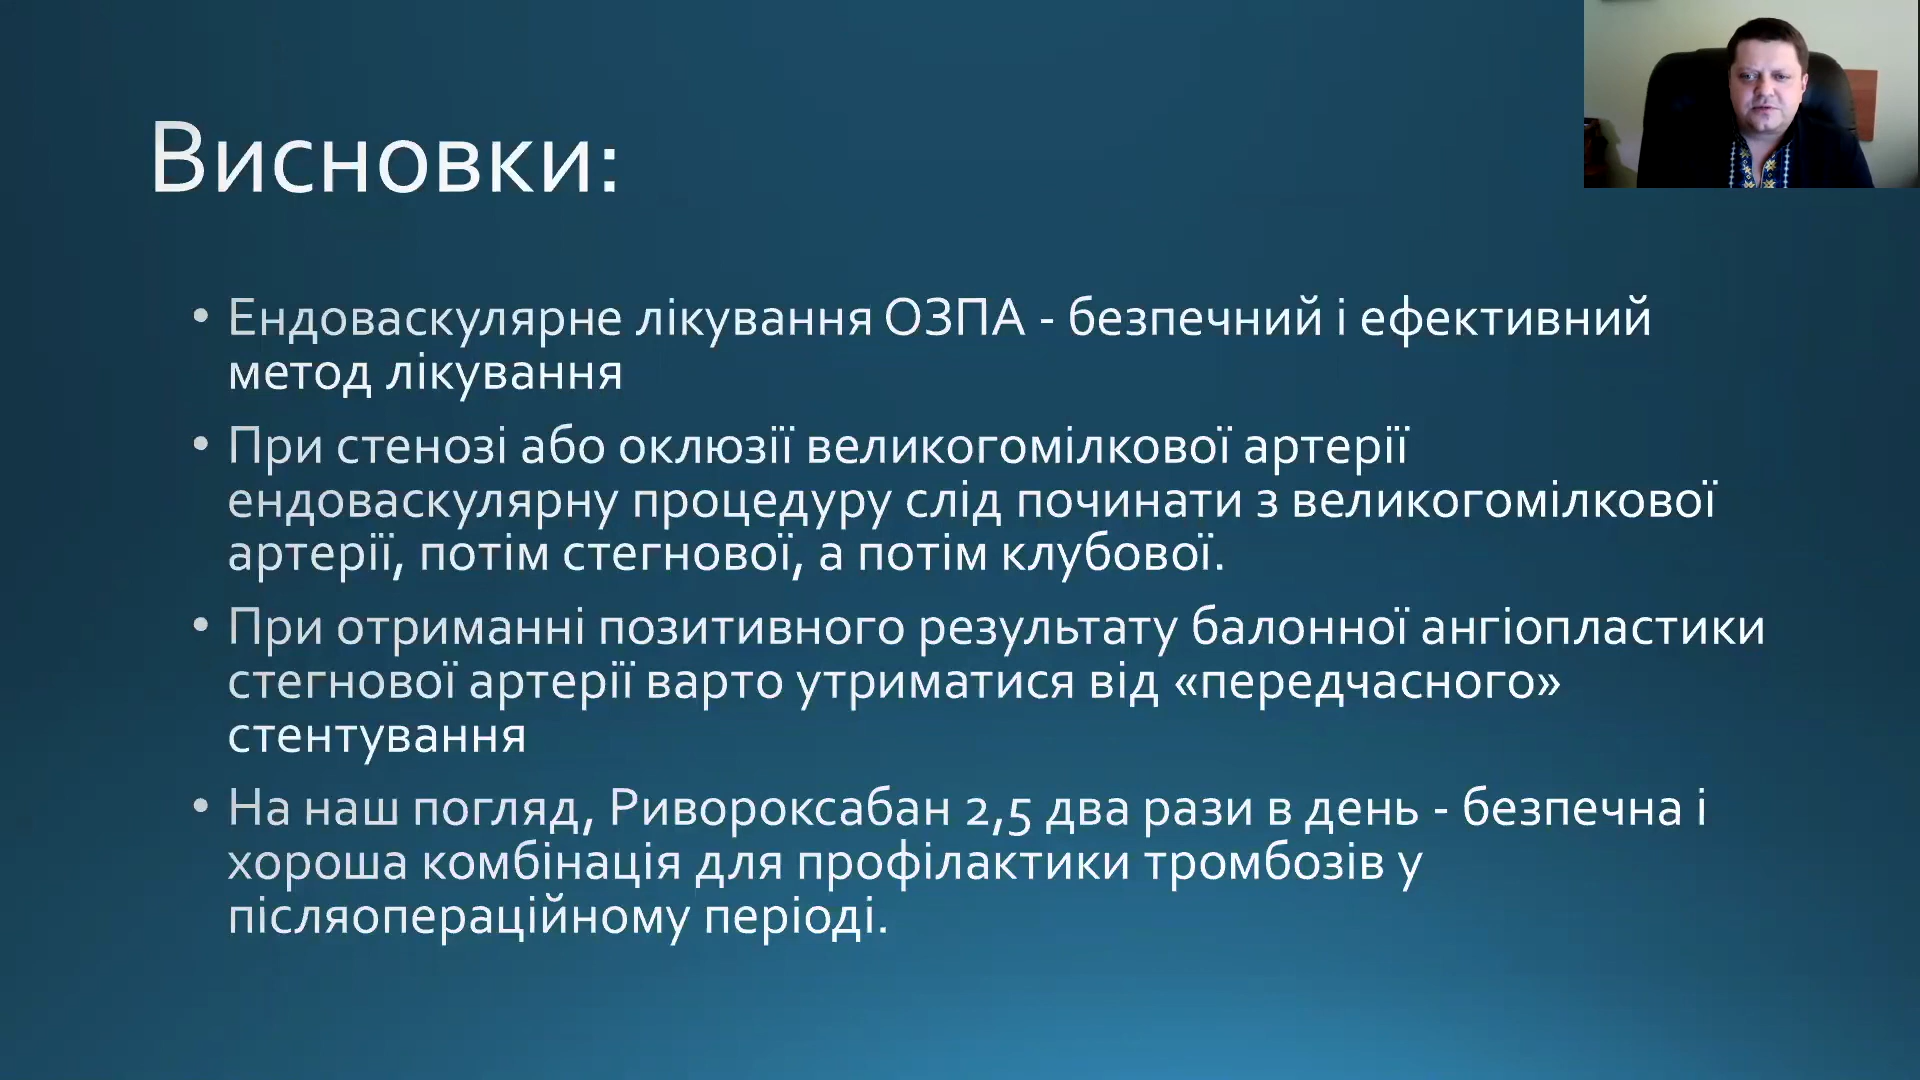 Висновки:
• Ендоваскулярне лікування ОЗПА - безпечний і ефективний
метод лікування
• При стенозі або оклюзії великогомілкової артерії
ендоваскулярну процедуру слід починати з великогомілкової
артерії, потім стегнової, а потім клубової.
• При отриманні позитивного результату балонної ангіопластики
стегнової артерії варто утриматися від «передчасного»
стентування
• На наш погляд,Ривороксабан 2,5 два рази в день - безпечна і
хороша комбінація для профілактики тромбозів у
післяопераційному періоді.